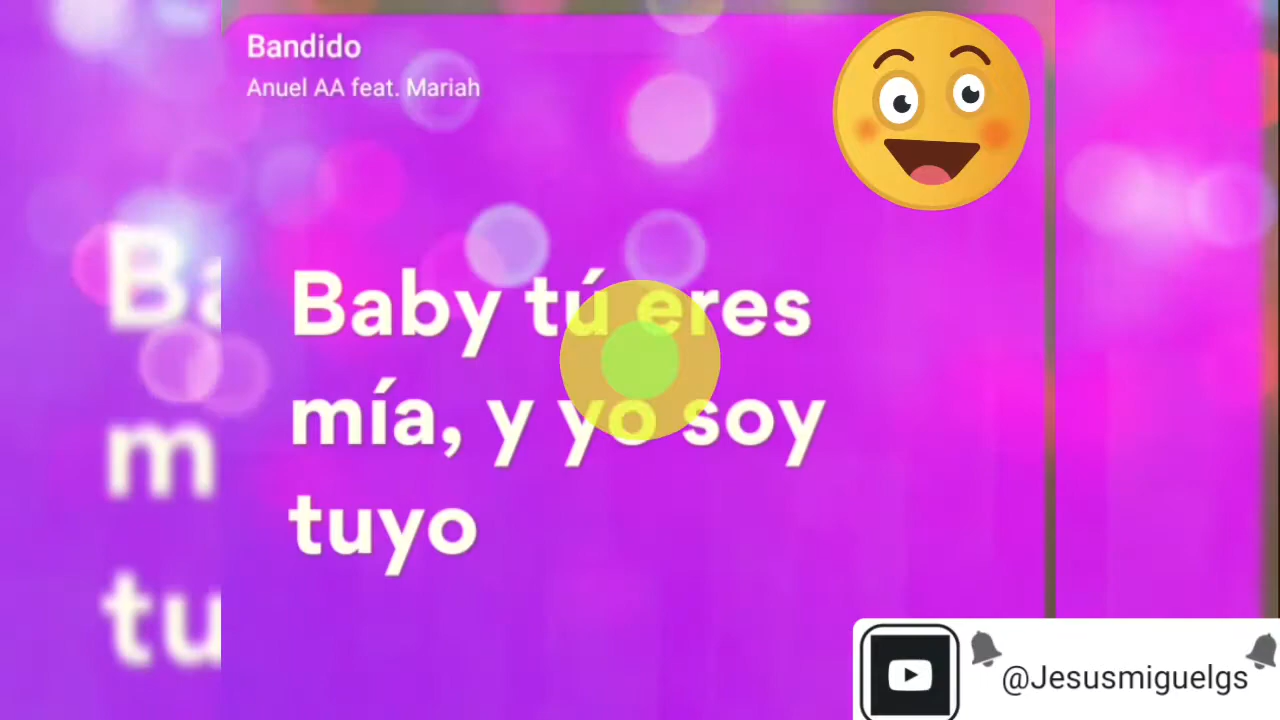 Bandido
Anuel AA feat. Mariah
Baby tú eres
mía, y yo soy
tuyo
@Jesusmiguelgs